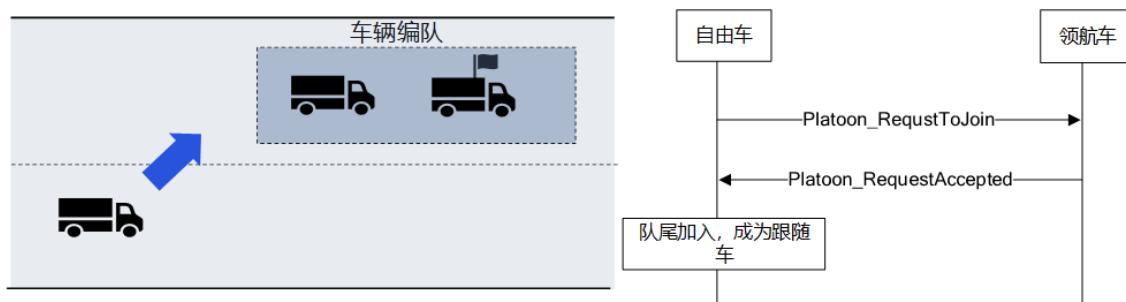 车辆编队
自由车
领航车
Platoon_RequstToJoin
Platoon_RequestAccepted
队尾加入，成为跟随
车